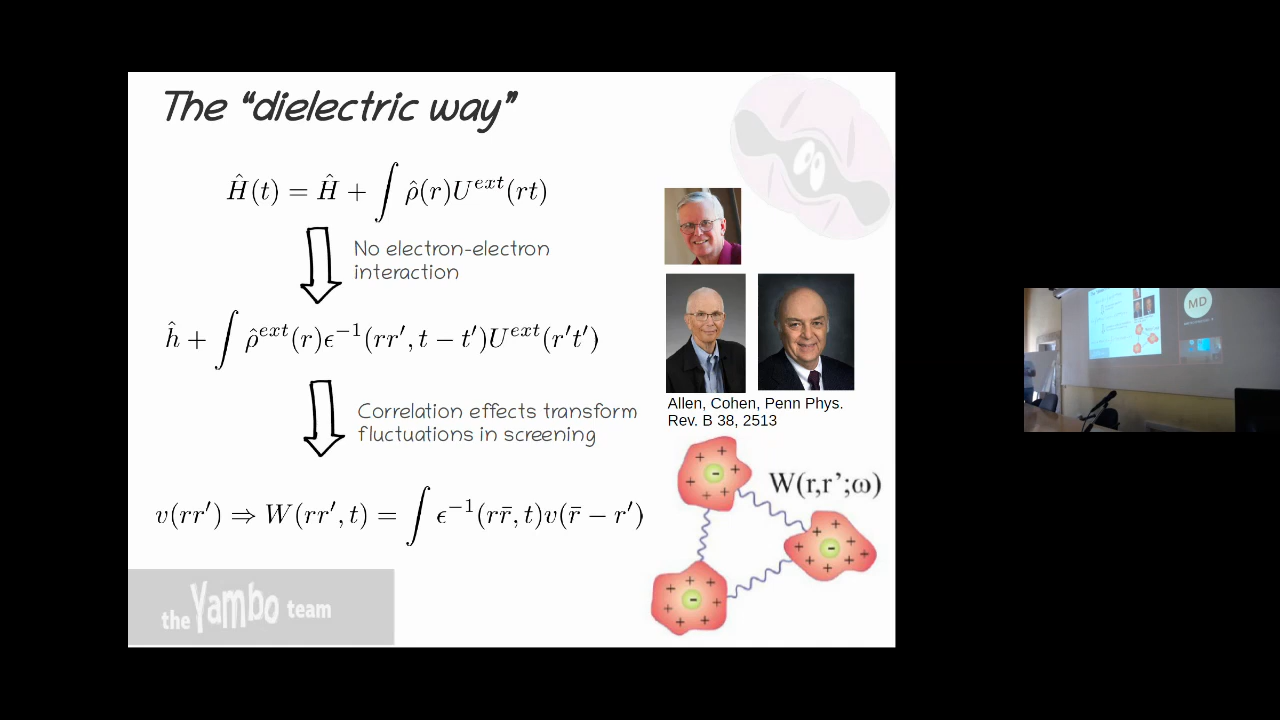 The “dielectric way”
Ĥ(t) = Ĥ + ∫ ρ̂(r)U^{ext}(rt)
No electron-electron
interaction
ĥ + ∫ ρ̂^{ext}(r)ϵ^{-1}(rr′, t − t′)U^{ext}(r′t′)
Correlation effects transform
fluctuations in screening
v(rr′) ⇒ W(rr′, t) = ∫ ϵ^{-1}(rr̄, t)v(r̄ − r′)
Allen, Cohen, Penn Phys.
Rev. B 38, 2513
W(r,r’;ω)
the Yambo team
MD